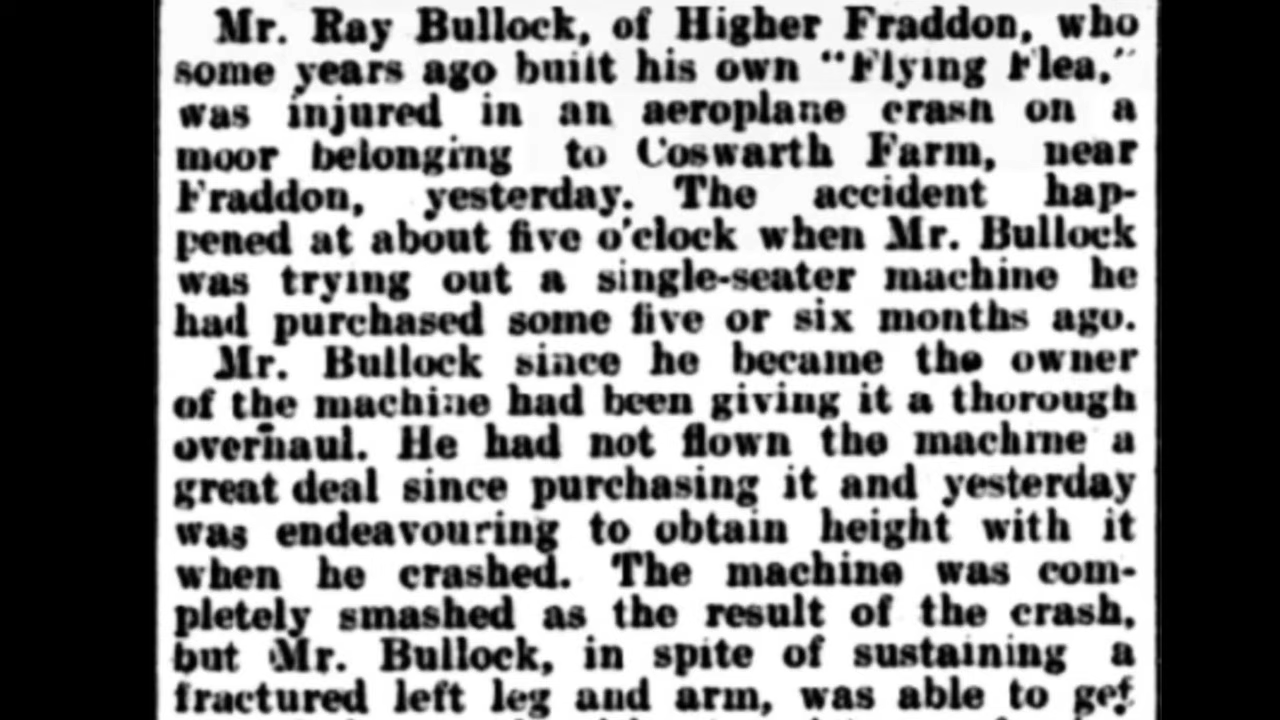 Mr. Ray Bullock, of Higher Fraddon, who
some years ago built his own "Flying Flea,"
was injured in an aeroplane crash on a
moor belonging to Coswarth Farm, near
Fraddon, yesterday. The accident hap-
pened at about five o'clock when Mr. Bullock
was trying out a single-seater machine he
had purchased some five or six months ago.
Mr. Bullock since he became the owner
of the machine had been giving it a thorough
overhaul. He had not flown the machine a
great deal since purchasing it and yesterday
was endeavouring to obtain height with it
when he crashed. The machine was com-
pletely smashed as the result of the crash,
but Mr. Bullock, in spite of sustaining a
fractured left leg and arm, was able to get